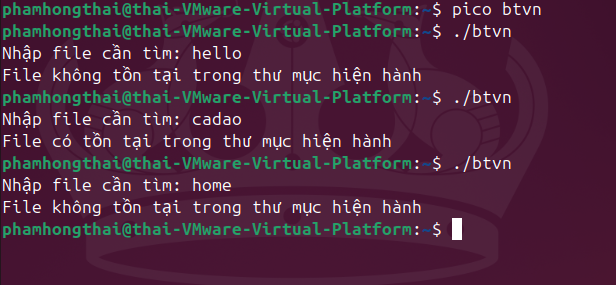 phamhongthai@thai-VMware-Virtual-Platform:~$ pico btvn
phamhongthai@thai-VMware-Virtual-Platform:~$ ./btvn
Nhập file cần tìm: hello
File không tồn tại trong thư mục hiện hành
phamhongthai@thai-VMware-Virtual-Platform:~$ ./btvn
Nhập file cần tìm: cadao
File có tồn tại trong thư mục hiện hành
phamhongthai@thai-VMware-Virtual-Platform:~$ ./btvn
Nhập file cần tìm: home
File không tồn tại trong thư mục hiện hành
phamhongthai@thai-VMware-Virtual-Platform:~$